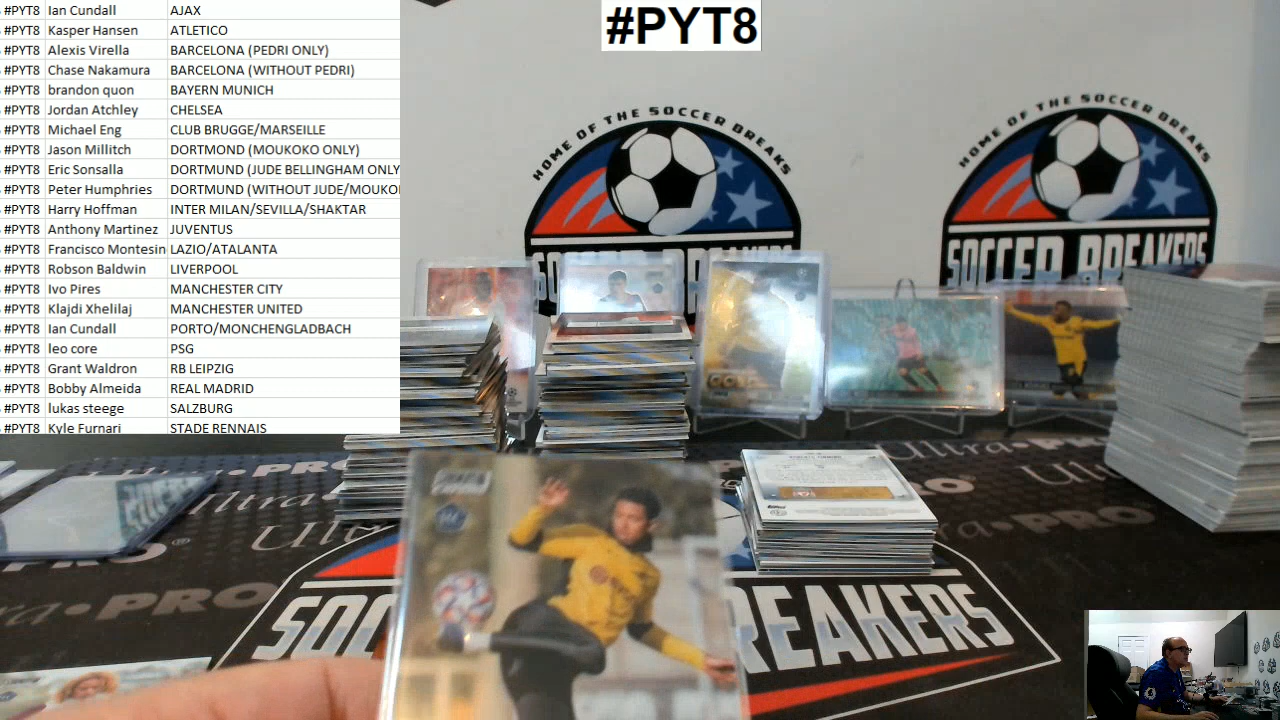 #PYT8
#PYT8 Ian Cundall AJAX
#PYT8 Kasper Hansen ATLETICO
#PYT8 Alexis Virella BARCELONA (PEDRI ONLY)
#PYT8 Chase Nakamura BARCELONA (WITHOUT PEDRI)
#PYT8 brandon quon BAYERN MUNICH
#PYT8 Jordan Atchley CHELSEA
#PYT8 Michael Eng CLUB BRUGGE/MARSEILLE
#PYT8 Jason Millitch DORTMOND (MOUKOKO ONLY)
#PYT8 Eric Sonsalla DORTMUND (JUDE BELLINGHAM ONLY
#PYT8 Peter Humphries DORTMUND (WITHOUT JUDE/MOUKO
#PYT8 Harry Hoffman INTER MILAN/SEVILLA/SHAKTAR
#PYT8 Anthony Martinez JUVENTUS
#PYT8 Francisco Montesin LAZIO/ATALANTA
#PYT8 Robson Baldwin LIVERPOOL
#PYT8 Ivo Pires MANCHESTER CITY
#PYT8 Klajdi Xhelilaj MANCHESTER UNITED
#PYT8 Ian Cundall PORTO/MONCHENGLADBACH
#PYT8 leo core PSG
#PYT8 Grant Waldron RB LEIPZIG
#PYT8 Bobby Almeida REAL MADRID
#PYT8 lukas steege SALZBURG
#PYT8 Kyle Furnari STADE RENNAIS
HOME OF THE SOCCER BREAKS
SOCCER BREAKERS
HOME OF THE SOCCER BREAKS
SOCCER BREAKERS
Ultra PRO
Ultra PRO
Ultra PRO
SOC
BREAKERS